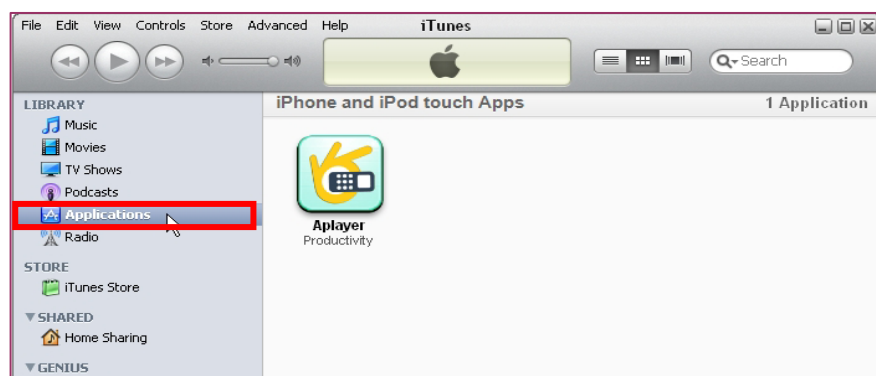 File Edit View Controls Store Advanced Help iTunes
Search
LIBRARY
Music
Movies
TV Shows
Podcasts
Applications
Radio
STORE
iTunes Store
SHARED
Home Sharing
GENIUS
iPhone and iPod touch Apps 1 Application
Aplayer
Productivity